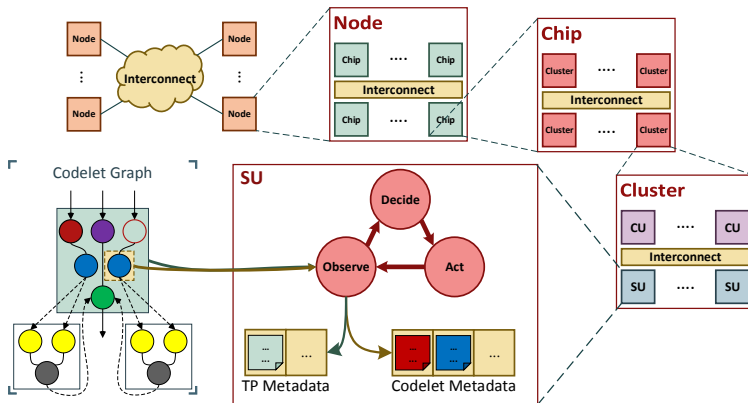 Node
Node
Node
Chip
Node
Node
Interconnect
...
...
Chip
....
Chip
Interconnect
Chip
....
Chip
Cluster
....
Cluster
Interconnect
Cluster
....
Cluster
Codelet Graph
SU
Decide
Observe
Act
Cluster
CU
....
CU
Interconnect
SU
....
SU
...
...
...
...
...
...
...
...
TP Metadata
Codelet Metadata